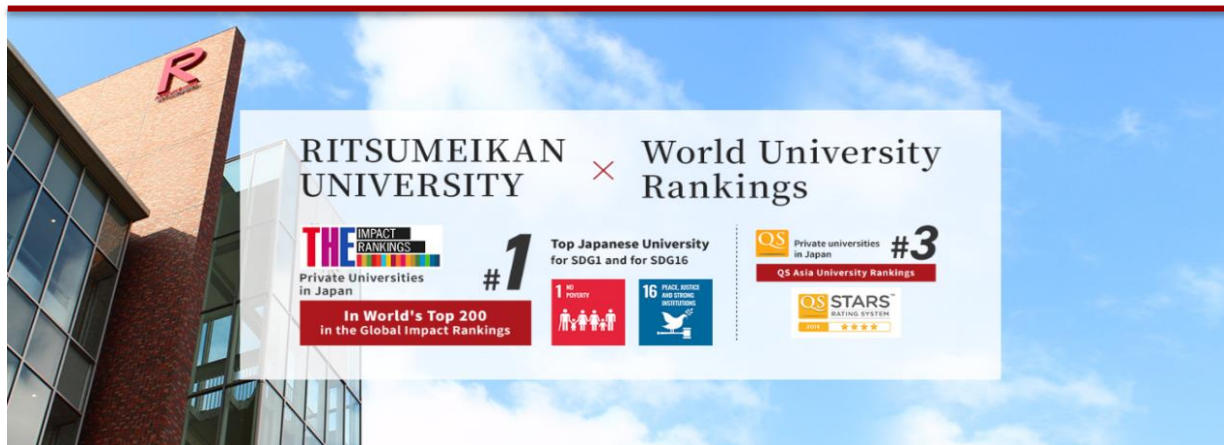 R
RITSUMEIKAN
UNIVERSITY
×
World University
Rankings
THE IMPACT
RANKINGS
Private Universities
in Japan
#1
In World's Top 200
in the Global Impact Rankings
Top Japanese University
for SDG1 and for SDG16
1 NO
POVERTY
16 PEACE, JUSTICE
AND STRONG
INSTITUTIONS
QS
Private universities
in Japan
#3
QS Asia University Rankings
QS STARS™
RATING SYSTEM